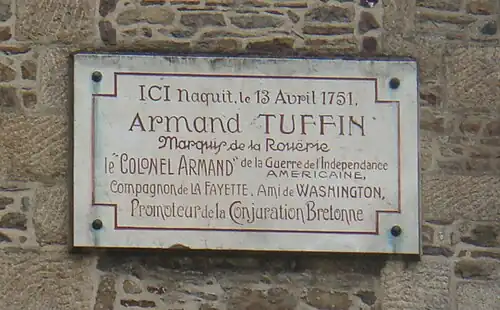 ICI Naquit, le 13 Avril 1751,
Armand TUFFIN
Marquis de la Rouërie
le "COLONEL ARMAND" de la Guerre de l'Independance
AMERICAINE,
Compagnon de LA FAYETTE, Ami de WASHINGTON,
Promoteur de la Conjuration Bretonne